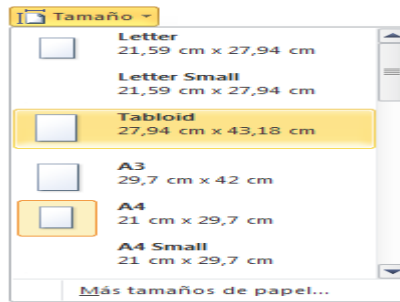 Tamaño
Letter
21,59 cm x 27,94 cm
Letter Small
21,59 cm x 27,94 cm
Tabloid
27,94 cm x 43,18 cm
A3
29,7 cm x 42 cm
A4
21 cm x 29,7 cm
A4 Small
21 cm x 29,7 cm
Más tamaños de papel...